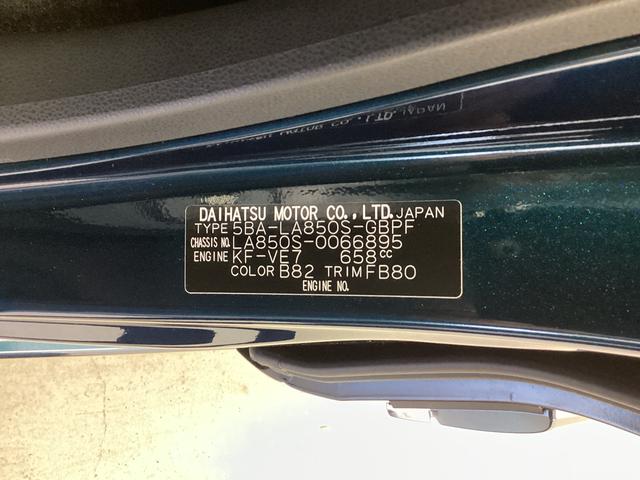 DAIHATSU MOTOR CO., LTD. JAPAN
TYPE 5BA-LA850S-GBPF
CHASSIS NO. LA850S-0066895
ENGINE KF-VE7 658cc
COLOR B82 TRIM FB80
ENGINE NO.